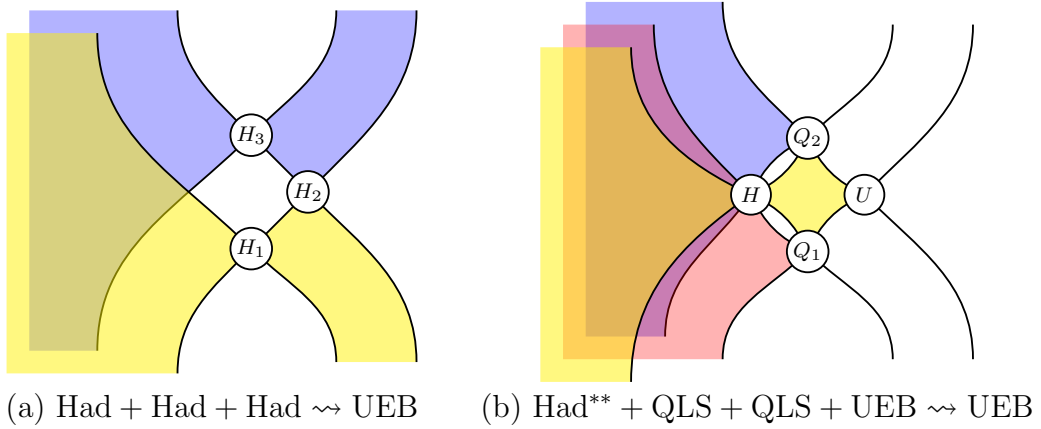 H₃
H₂
H₁
Q₂
H
U
Q₁
(a) Had + Had + Had ⇝ UEB
(b) Had** + QLS + QLS + UEB ⇝ UEB